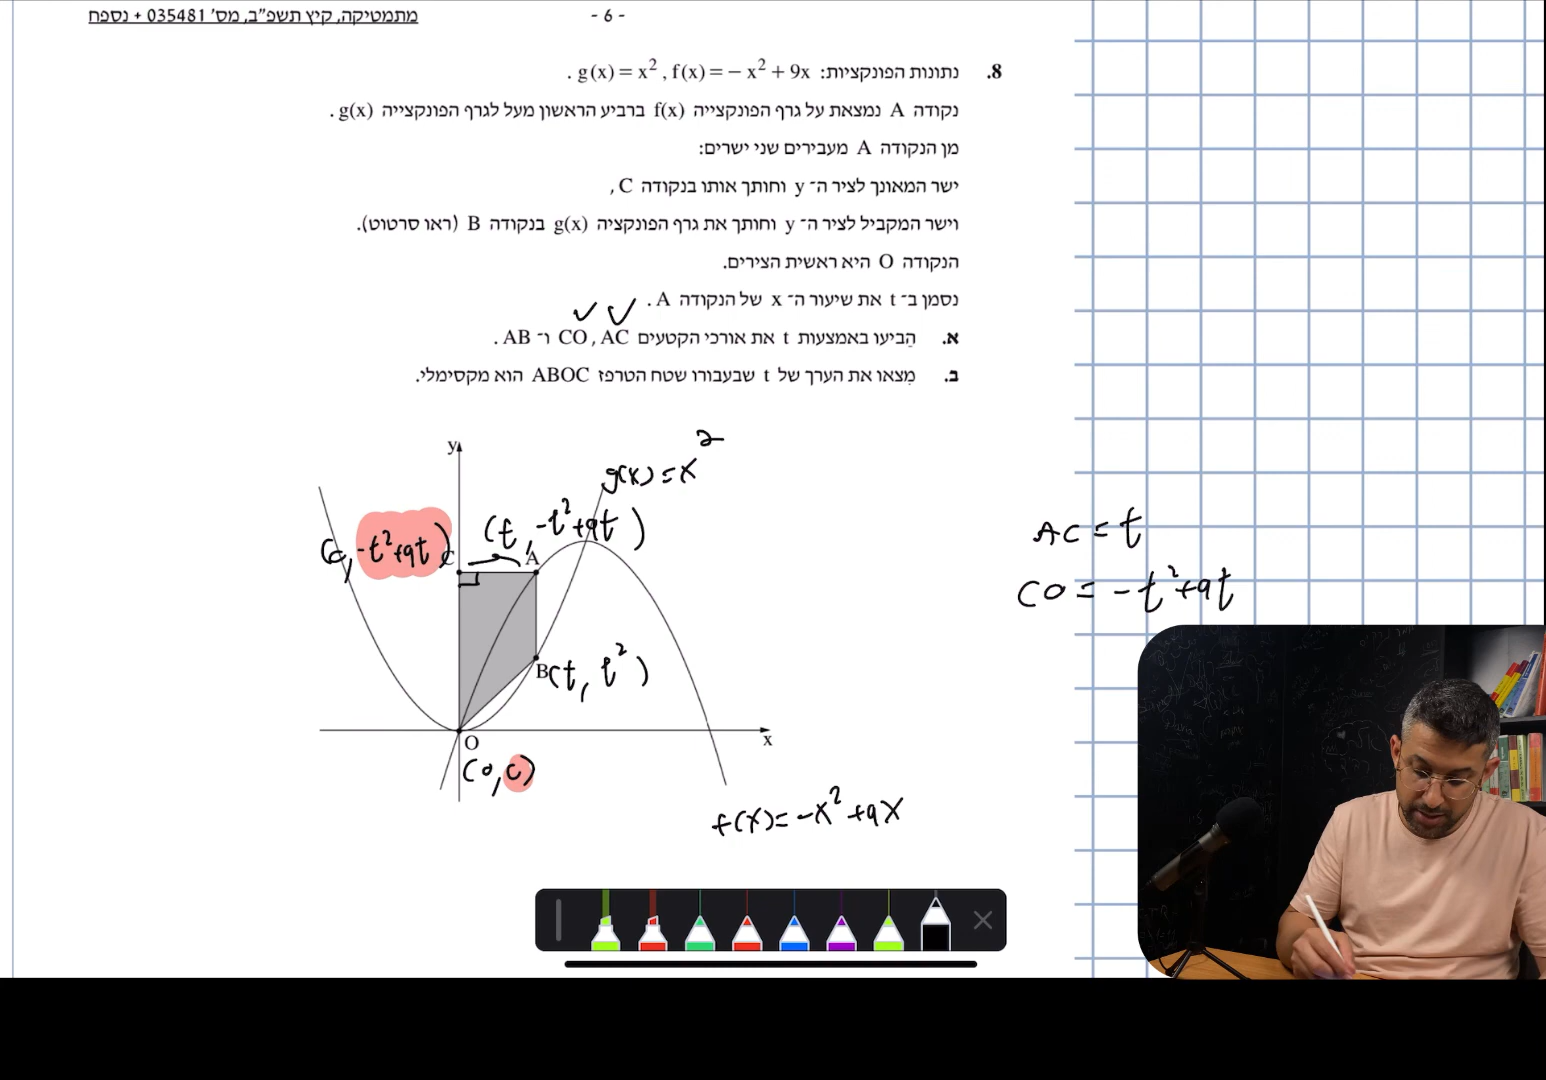 מתמטיקה, קיץ תשפ"ב, מס' 035481 + נספח
- 6 -
8. נתונות הפונקציות: g(x) = x² , f(x) = − x² + 9x .
נקודה A נמצאת על גרף הפונקצייה f(x) ברביע הראשון מעל לגרף הפונקצייה g(x) .
מן הנקודה A מעבירים שני ישרים:
ישר המאונך לציר ה־ y וחותך אותו בנקודה C ,
וישר המקביל לציר ה־ y וחותך את גרף הפונקציה g(x) בנקודה B (ראו סרטוט).
הנקודה O היא ראשית הצירים.
נסמן ב־ t את שיעור ה־ x של הנקודה A .
א. הַביעו באמצעות t את אורכי הקטעים CO , AC ו־ AB .
ב. מִצאו את הערך של t שבעבורו שטח הטרפז ABOC הוא מקסימלי.
y
g(x) = x²
(0, -t²+9t)
C
(t, -t²+9t)
A
B(t, t²)
O
x
(0, 0)
f(x) = -x²+9x
AC = t
CO = -t²+9t